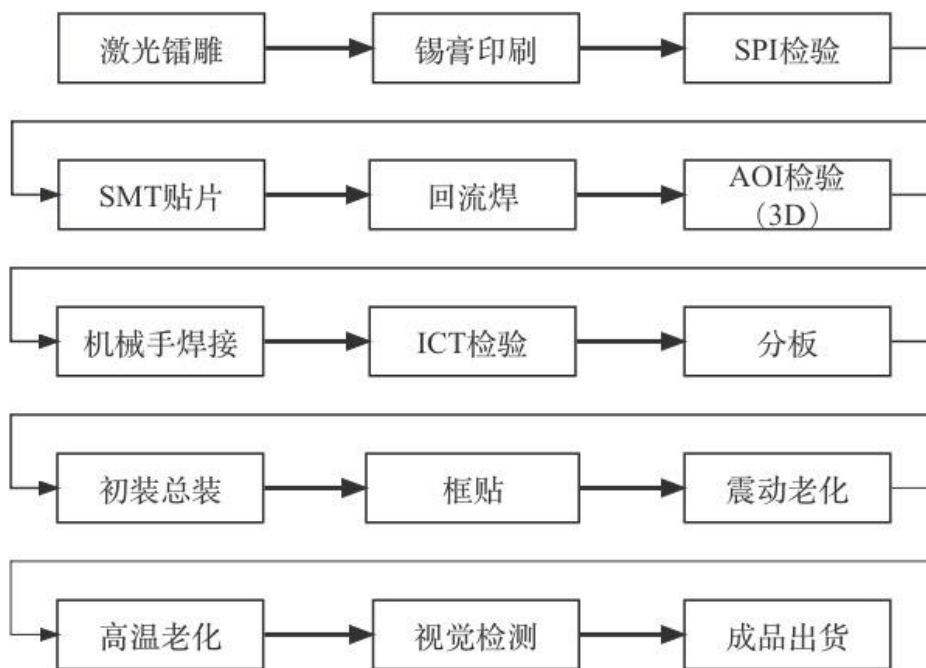 激光镭雕
锡膏印刷
SPI检验
SMT贴片
回流焊
AOI检验
（3D）
机械手焊接
ICT检验
分板
初装总装
框贴
震动老化
高温老化
视觉检测
成品出货